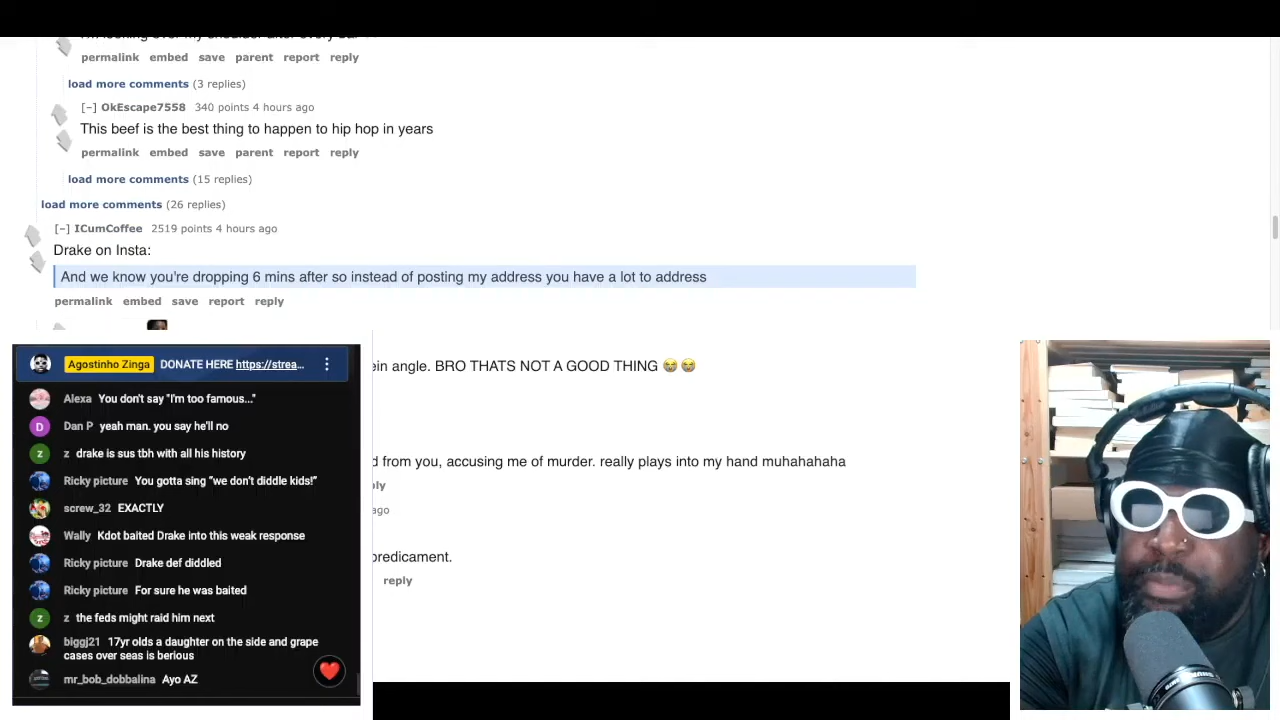 permalink embed save parent report reply
load more comments (3 replies)
[–] OkEscape7558 340 points 4 hours ago
This beef is the best thing to happen to hip hop in years
permalink embed save parent report reply
load more comments (15 replies)
load more comments (26 replies)
[–] ICumCoffee 2519 points 4 hours ago
Drake on Insta:
And we know you're dropping 6 mins after so instead of posting my address you have a lot to address
permalink embed save report reply
ein angle. BRO THATS NOT A GOOD THING 😭 😭
d from you, accusing me of murder. really plays into my hand muhahahaha
ply
ago
predicament.
reply
Agostinho Zinga DONATE HERE https://strea...
Alexa You don't say "I'm too famous..."
Dan P yeah man. you say he'll no
z drake is sus tbh with all his history
Ricky picture You gotta sing “we don’t diddle kids!”
screw_32 EXACTLY
Wally Kdot baited Drake into this weak response
Ricky picture Drake def diddled
Ricky picture For sure he was baited
z the feds might raid him next
biggj21 17yr olds a daughter on the side and grape
cases over seas is berious
mr_bob_dobbalina Ayo AZ